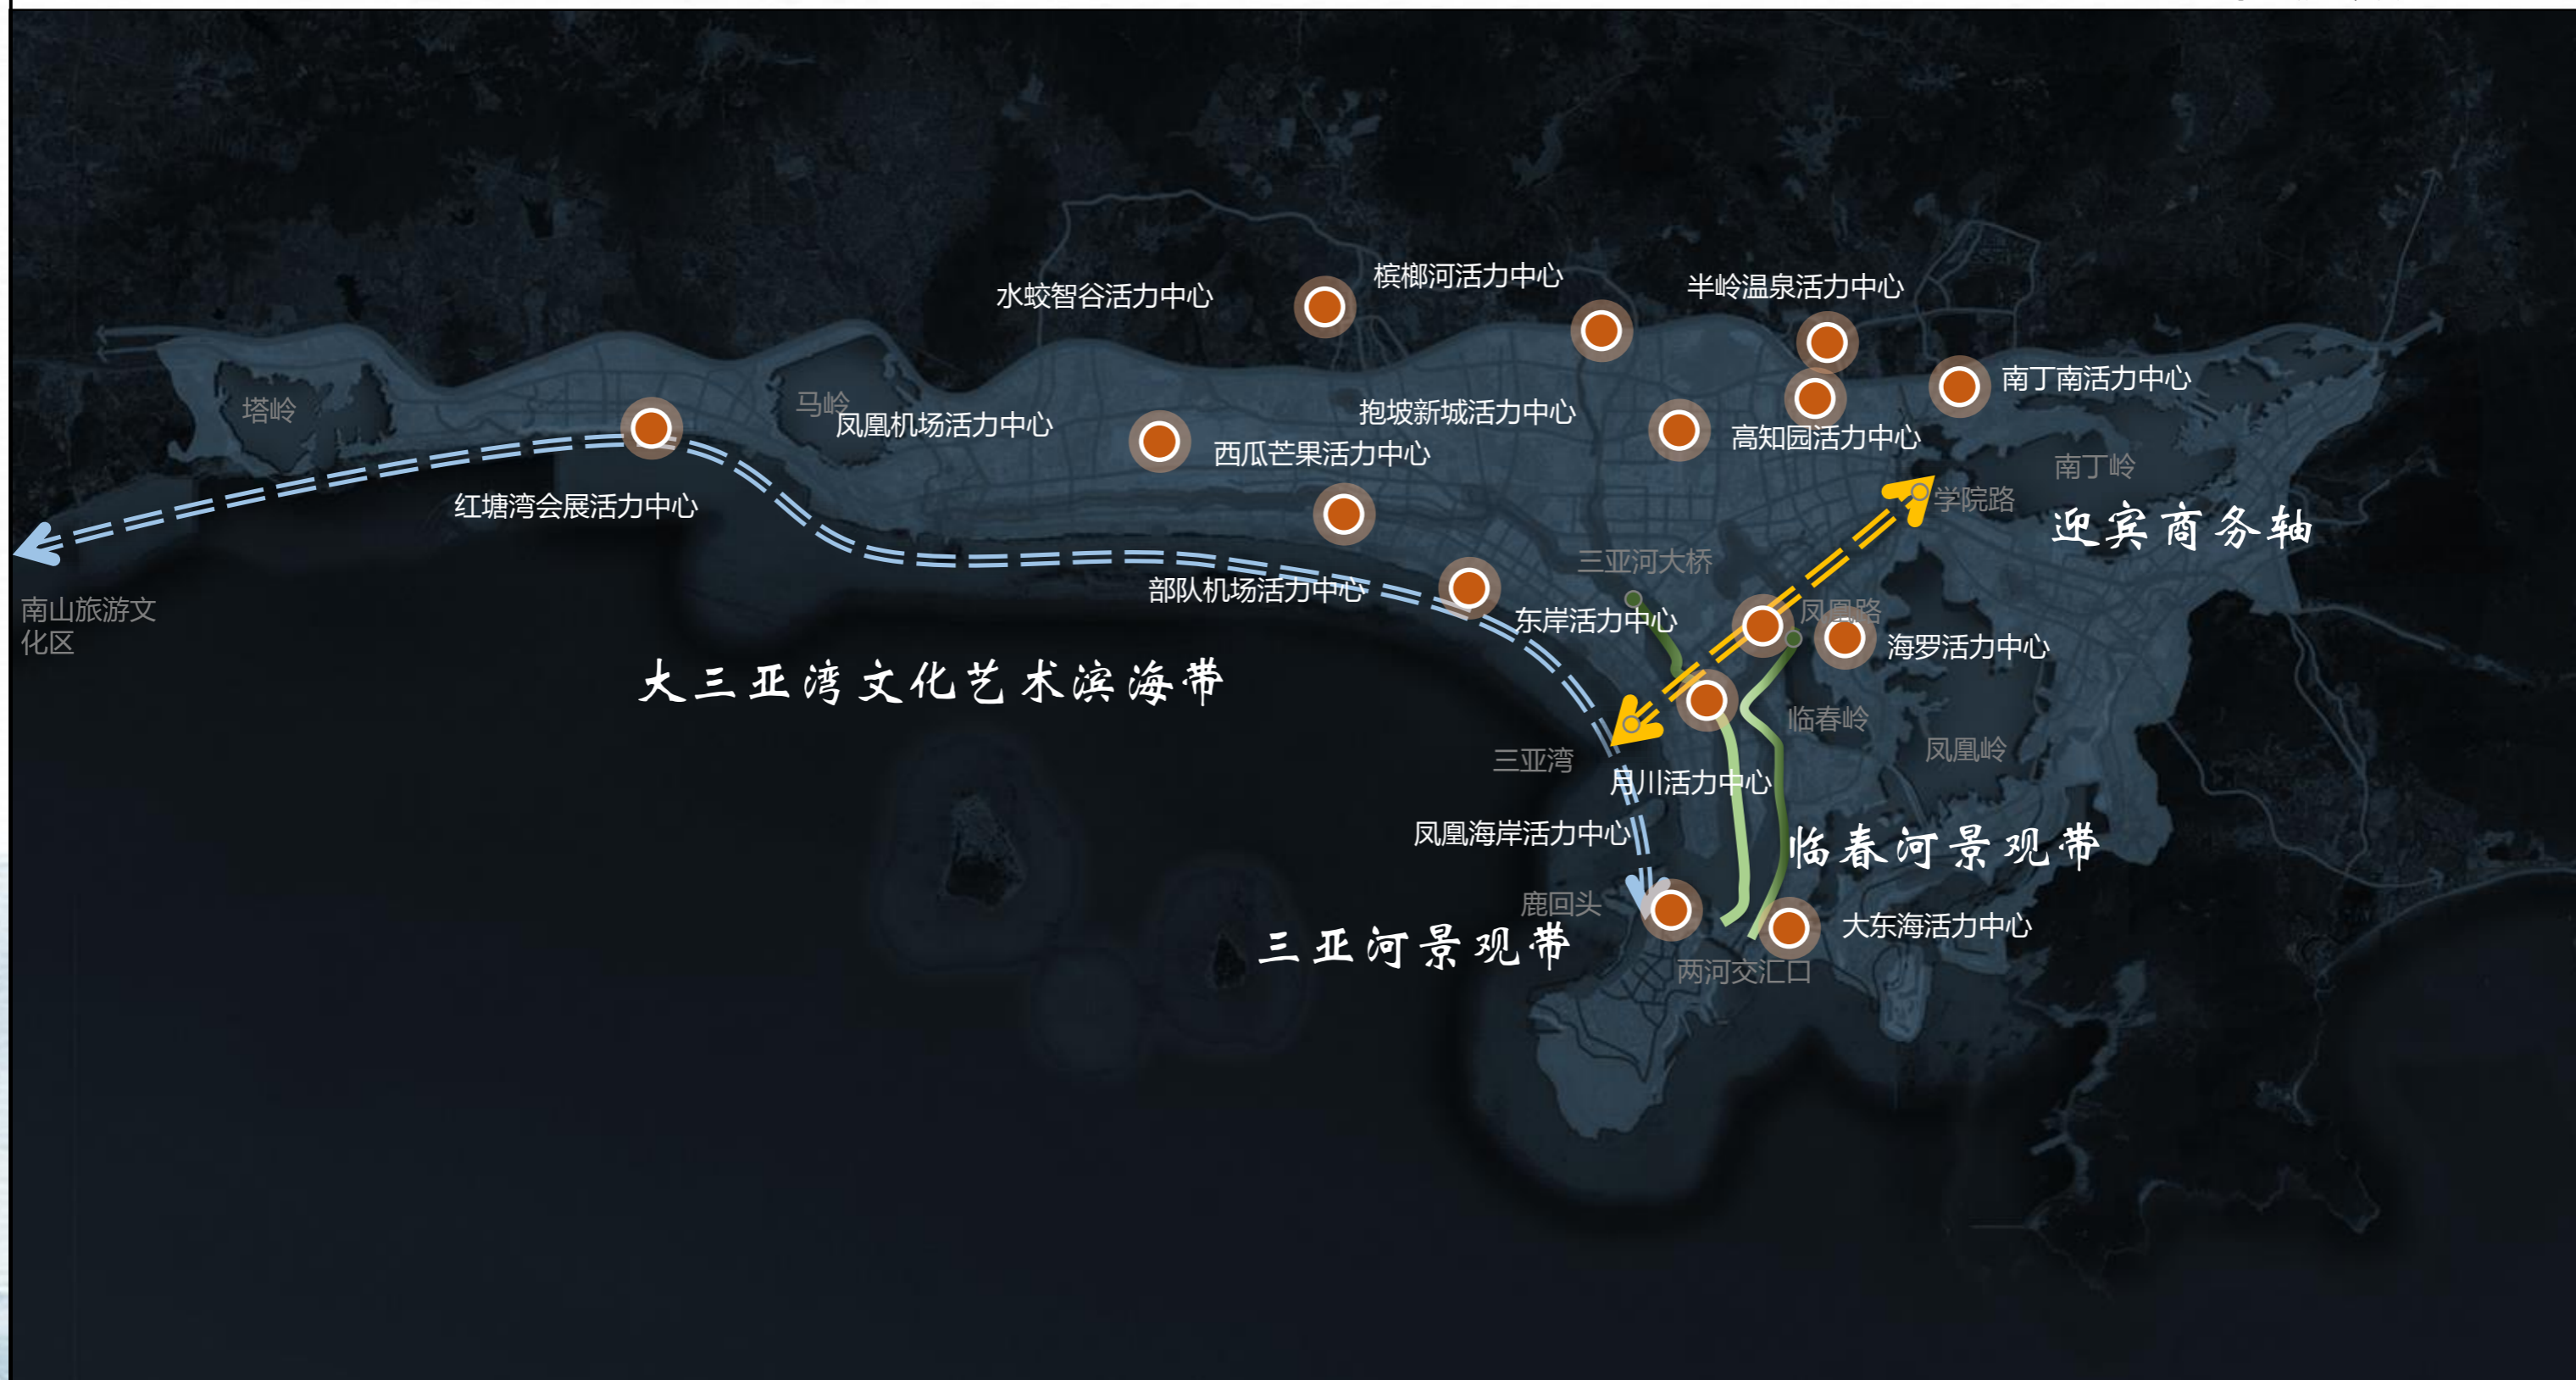 槟榔河活力中心
半岭温泉活力中心
水蛟智谷活力中心
南丁南活力中心
塔岭
马岭
抱坡新城活力中心
凤凰机场活力中心
高知园活力中心
西瓜芒果活力中心
南丁岭
学院路
红塘湾会展活力中心
迎宾商务轴
三亚河大桥
部队机场活力中心
南山旅游文
化区
凤凰路
东岸活力中心
海罗活力中心
大三亚湾文化艺术滨海带
临春岭
凤凰岭
三亚湾
月川活力中心
凤凰海岸活力中心
临春河景观带
鹿回头
大东海活力中心
三亚河景观带
两河交汇口